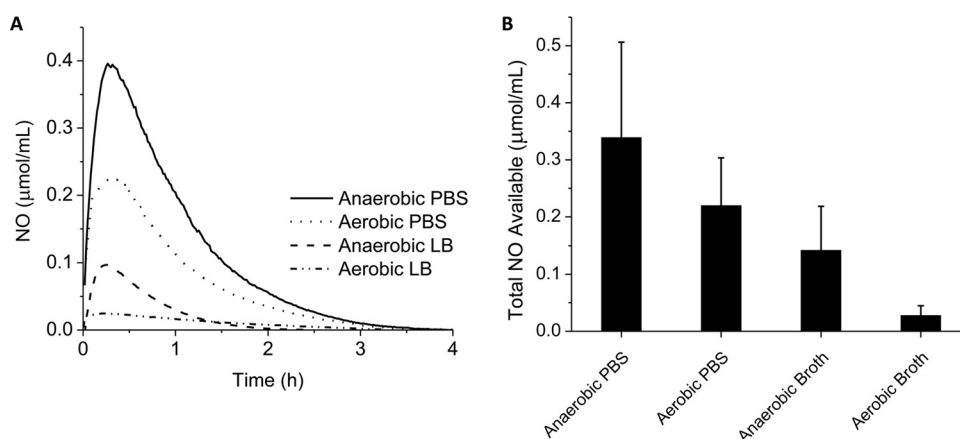 A
NO (μmol/mL)
0.4
0.3
0.2
0.1
0.0
0
1
2
3
4
Time (h)
Anaerobic PBS
Aerobic PBS
Anaerobic LB
Aerobic LB
B
Total NO Available (μmol/mL)
0.5
0.4
0.3
0.2
0.1
0.0
Anaerobic PBS
Aerobic PBS
Anaerobic Broth
Aerobic Broth